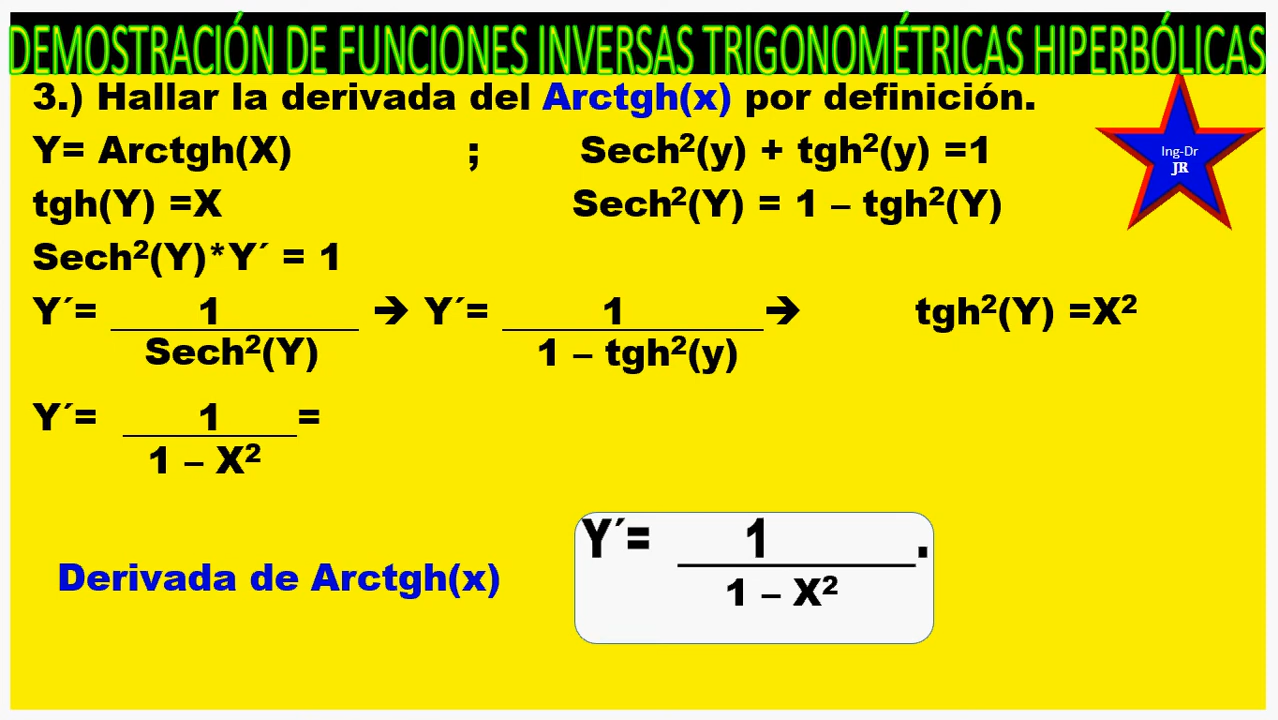 DEMOSTRACIÓN DE FUNCIONES INVERSAS TRIGONOMÉTRICAS HIPERBÓLICAS
3.) Hallar la derivada del Arctgh(x) por definición.
Y= Arctgh(X) ; Sech²(y) + tgh²(y) =1
Ing-Dr
JR
tgh(Y) =X Sech²(Y) = 1 – tgh²(Y)
Sech²(Y)*Y´ = 1
Y´= 1 ➔ Y´= 1 ➔ tgh²(Y) =X²
Sech²(Y) 1 – tgh²(y)
Y´= 1 =
1 – X²
Y´= 1 .
Derivada de Arctgh(x)
1 – X²